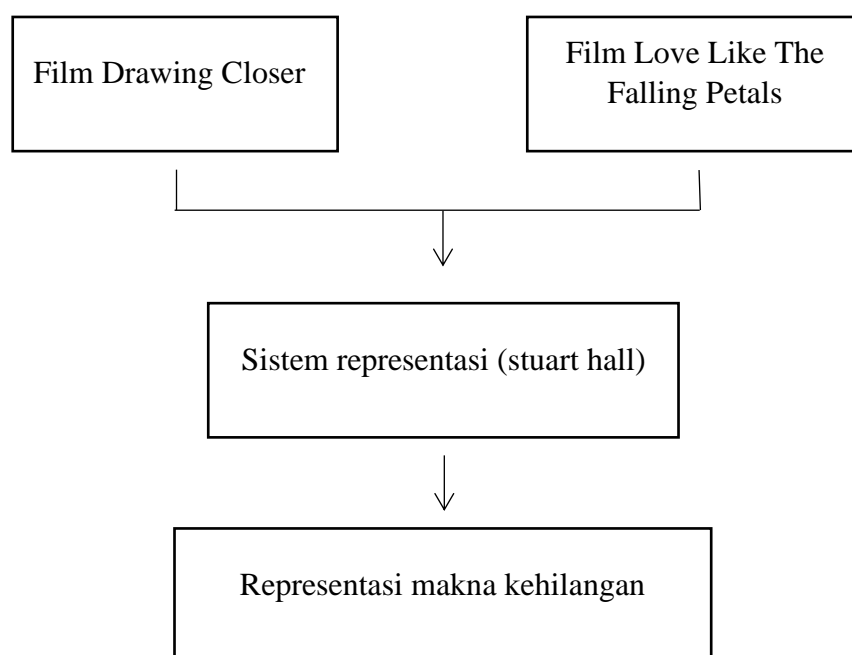 Film Drawing Closer
Film Love Like The
Falling Petals
Sistem representasi (stuart hall)
Representasi makna kehilangan